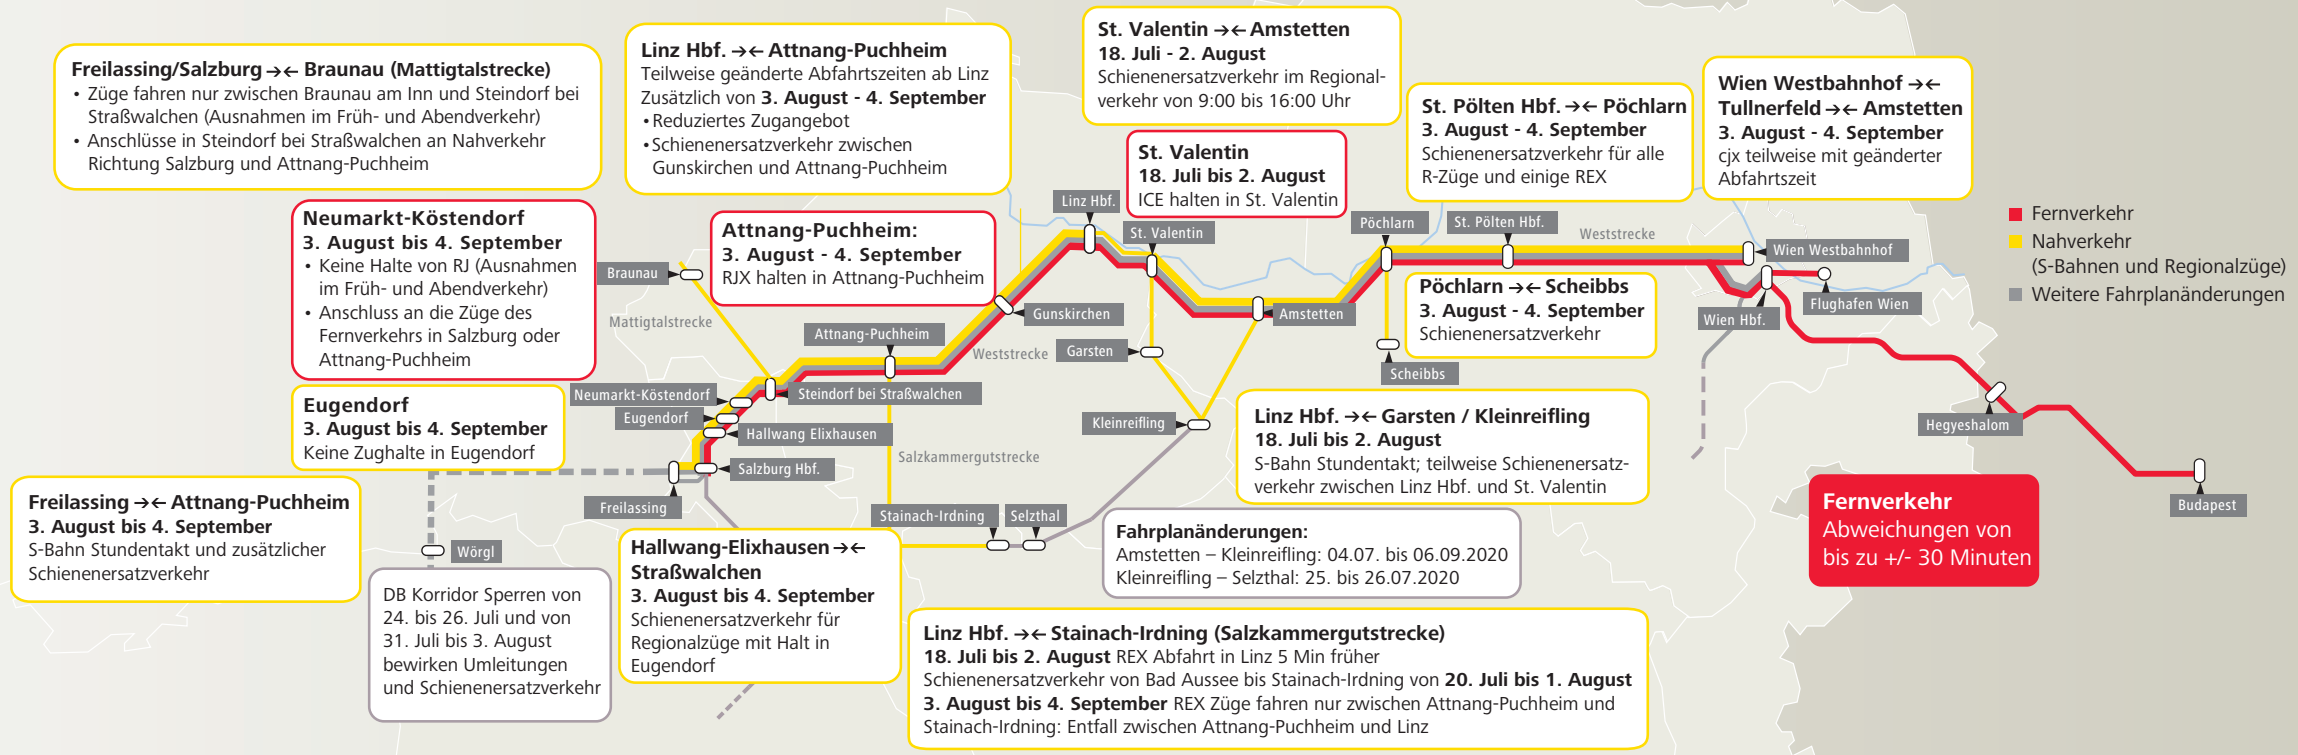 Freilassing/Salzburg →← Braunau (Mattigtalstrecke)
• Züge fahren nur zwischen Braunau am Inn und Steindorf bei
Straßwalchen (Ausnahmen im Früh- und Abendverkehr)
• Anschlüsse in Steindorf bei Straßwalchen an Nahverkehr
Richtung Salzburg und Attnang-Puchheim
Linz Hbf. →← Attnang-Puchheim
Teilweise geänderte Abfahrtszeiten ab Linz
Zusätzlich von 3. August - 4. September
• Reduziertes Zugangebot
• Schienenersatzverkehr zwischen
Gunskirchen und Attnang-Puchheim
St. Valentin →← Amstetten
18. Juli - 2. August
Schienenersatzverkehr im Regional-
verkehr von 9:00 bis 16:00 Uhr
St. Pölten Hbf. →← Pöchlarn
3. August - 4. September
Schienenersatzverkehr für alle
R-Züge und einige REX
Wien Westbahnhof →←
Tullnerfeld →← Amstetten
3. August - 4. September
cjx teilweise mit geänderter
Abfahrtszeit
St. Valentin
18. Juli bis 2. August
ICE halten in St. Valentin
Neumarkt-Köstendorf
3. August bis 4. September
• Keine Halte von RJ (Ausnahmen
im Früh- und Abendverkehr)
• Anschluss an die Züge des
Fernverkehrs in Salzburg oder
Attnang-Puchheim
Attnang-Puchheim:
3. August - 4. September
RJX halten in Attnang-Puchheim
Fernverkehr
Nahverkehr
(S-Bahnen und Regionalzüge)
Weitere Fahrplanänderungen
Linz Hbf.
St. Valentin
Pöchlarn
St. Pölten Hbf.
Weststrecke
Wien Westbahnhof
Braunau
Mattigtalstrecke
Attnang-Puchheim
Gunskirchen
Weststrecke
Garsten
Amstetten
Wien Hbf.
Flughafen Wien
Pöchlarn →← Scheibbs
3. August - 4. September
Schienenersatzverkehr
Scheibbs
Neumarkt-Köstendorf
Steindorf bei Straßwalchen
Eugendorf
Hallwang Elixhausen
Kleinreifling
Hegyeshalom
Salzburg Hbf.
Salzkammergutstrecke
Freilassing
Stainach-Irdning
Selzthal
Budapest
Wörgl
Eugendorf
3. August bis 4. September
Keine Zughalte in Eugendorf
Linz Hbf. →← Garsten / Kleinreifling
18. Juli bis 2. August
S-Bahn Stundentakt; teilweise Schienenersatz-
verkehr zwischen Linz Hbf. und St. Valentin
Freilassing →← Attnang-Puchheim
3. August bis 4. September
S-Bahn Stundentakt und zusätzlicher
Schienenersatzverkehr
Fernverkehr
Abweichungen von
bis zu +/- 30 Minuten
Fahrplanänderungen:
Amstetten – Kleinreifling: 04.07. bis 06.09.2020
Kleinreifling – Selzthal: 25. bis 26.07.2020
DB Korridor Sperren von
24. bis 26. Juli und von
31. Juli bis 3. August
bewirken Umleitungen
und Schienenersatzverkehr
Hallwang-Elixhausen →←
Straßwalchen
3. August bis 4. September
Schienenersatzverkehr für
Regionalzüge mit Halt in
Eugendorf
Linz Hbf. →← Stainach-Irdning (Salzkammergutstrecke)
18. Juli bis 2. August REX Abfahrt in Linz 5 Min früher
Schienenersatzverkehr von Bad Aussee bis Stainach-Irdning von 20. Juli bis 1. August
3. August bis 4. September REX Züge fahren nur zwischen Attnang-Puchheim und
Stainach-Irdning: Entfall zwischen Attnang-Puchheim und Linz